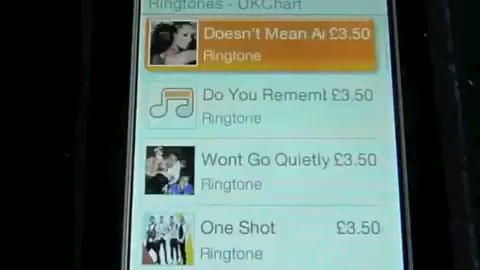 Ringtones - UKChart
Doesn't Mean A £3.50
Ringtone
Do You Rememt £3.50
Ringtone
Wont Go Quietly £3.50
Ringtone
One Shot £3.50
Ringtone